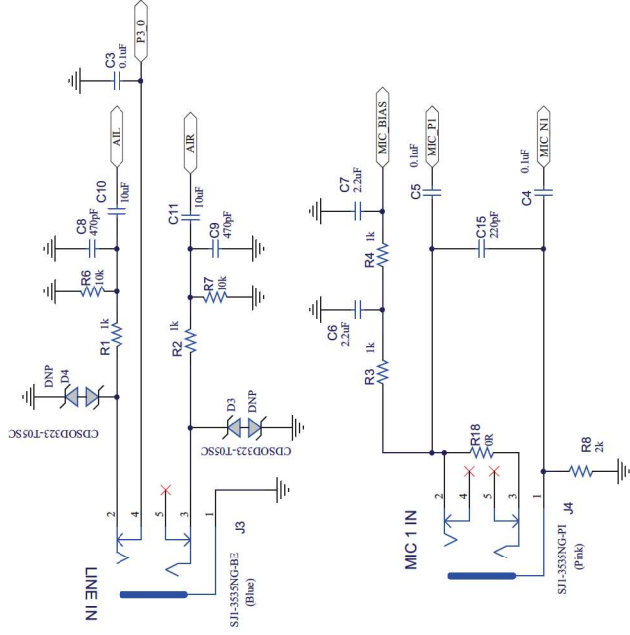 LINE IN
SJ1-3535NG-BE
(Blue)
J3
2
4
5
3
1
CDSOD323-T05SC
DNP
D4
R1
1k
R6
10k
C8
470pF
C10
10uF
AIL
C3
0.1uF
P3_0
CDSOD323-T05SC
D3
DNP
R2
1k
R7
10k
C9
470pF
C11
10uF
AIR
MIC 1 IN
SJ1-3535NG-PI
(Pink)
J4
2
4
5
3
1
R18
0R
R8
2k
R3
1k
C6
2.2uF
R4
1k
C7
2.2uF
MIC_BIAS
C5
0.1uF
MIC_P1
C15
220pF
C4
0.1uF
MIC_N1